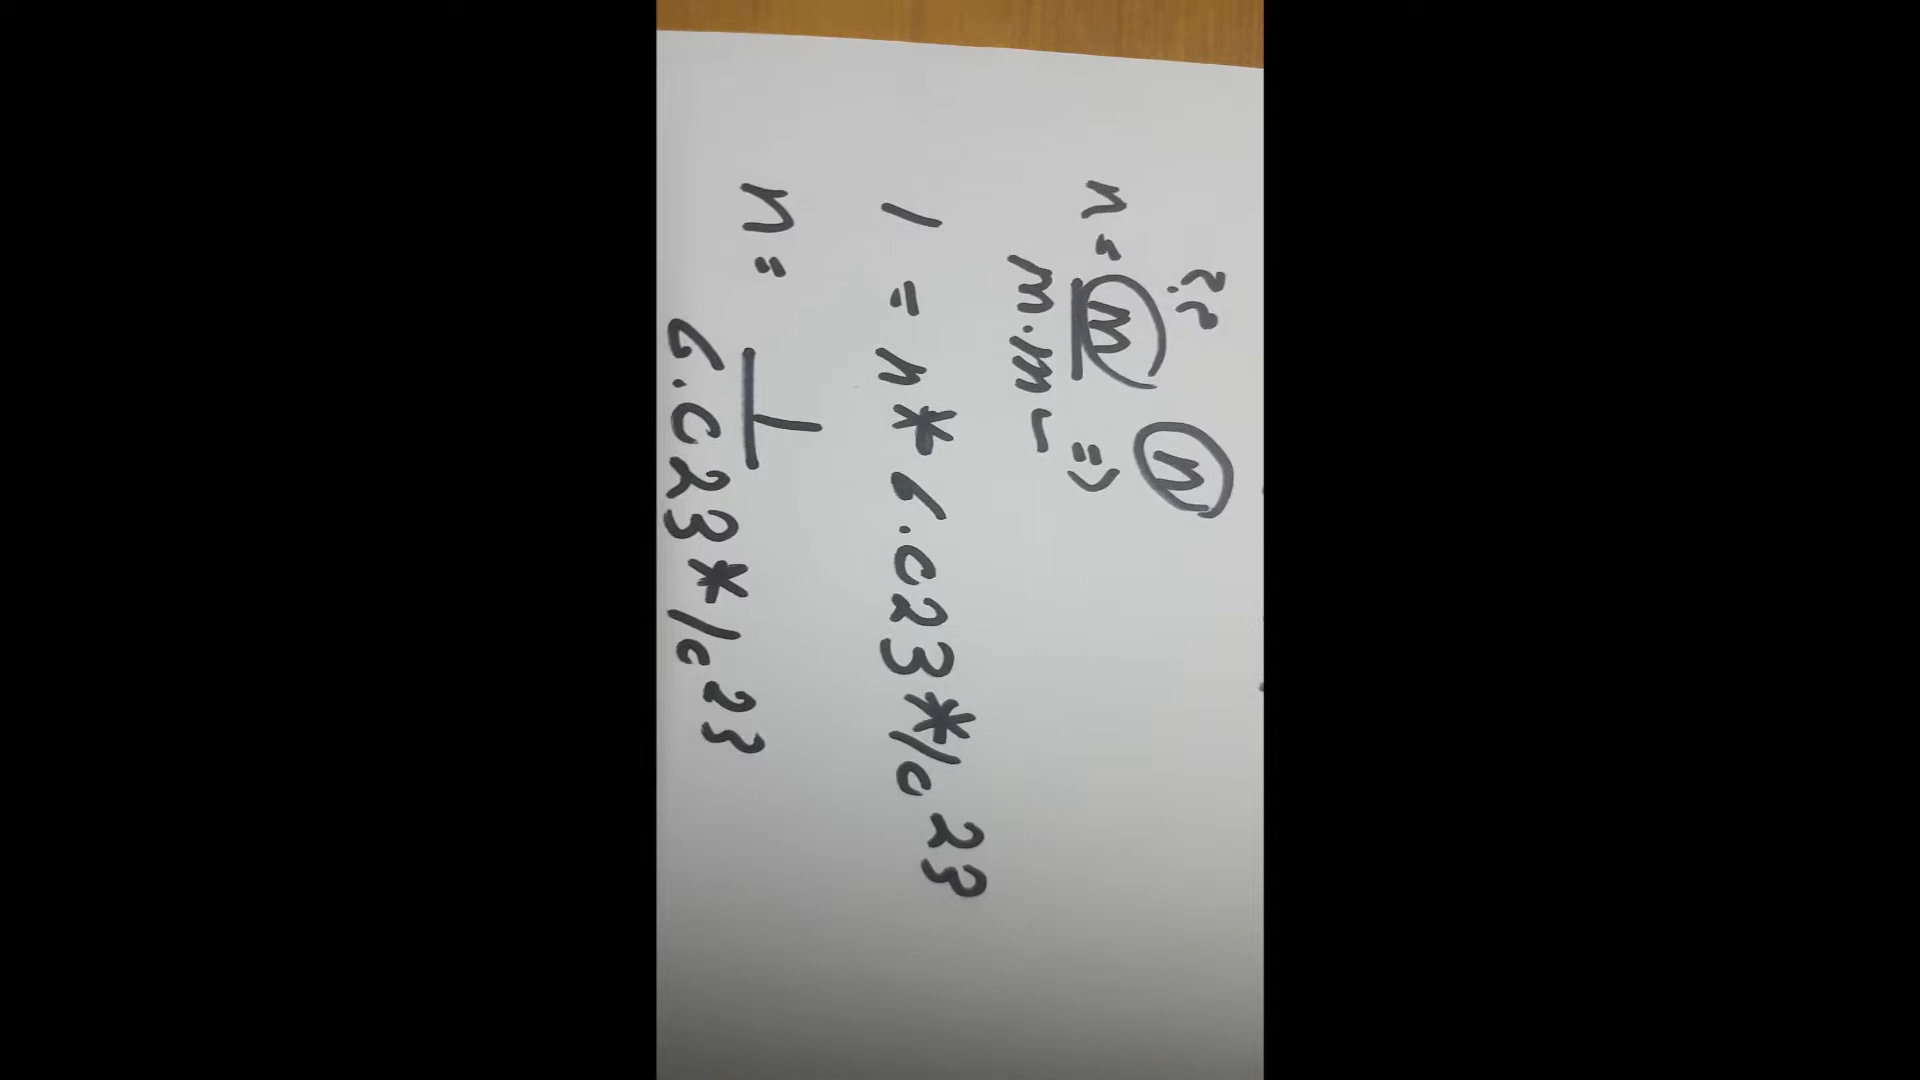 n
n = m
m.m =>
1 = n * 6.023 * 10 23
n = 1
6.023 * 10 23